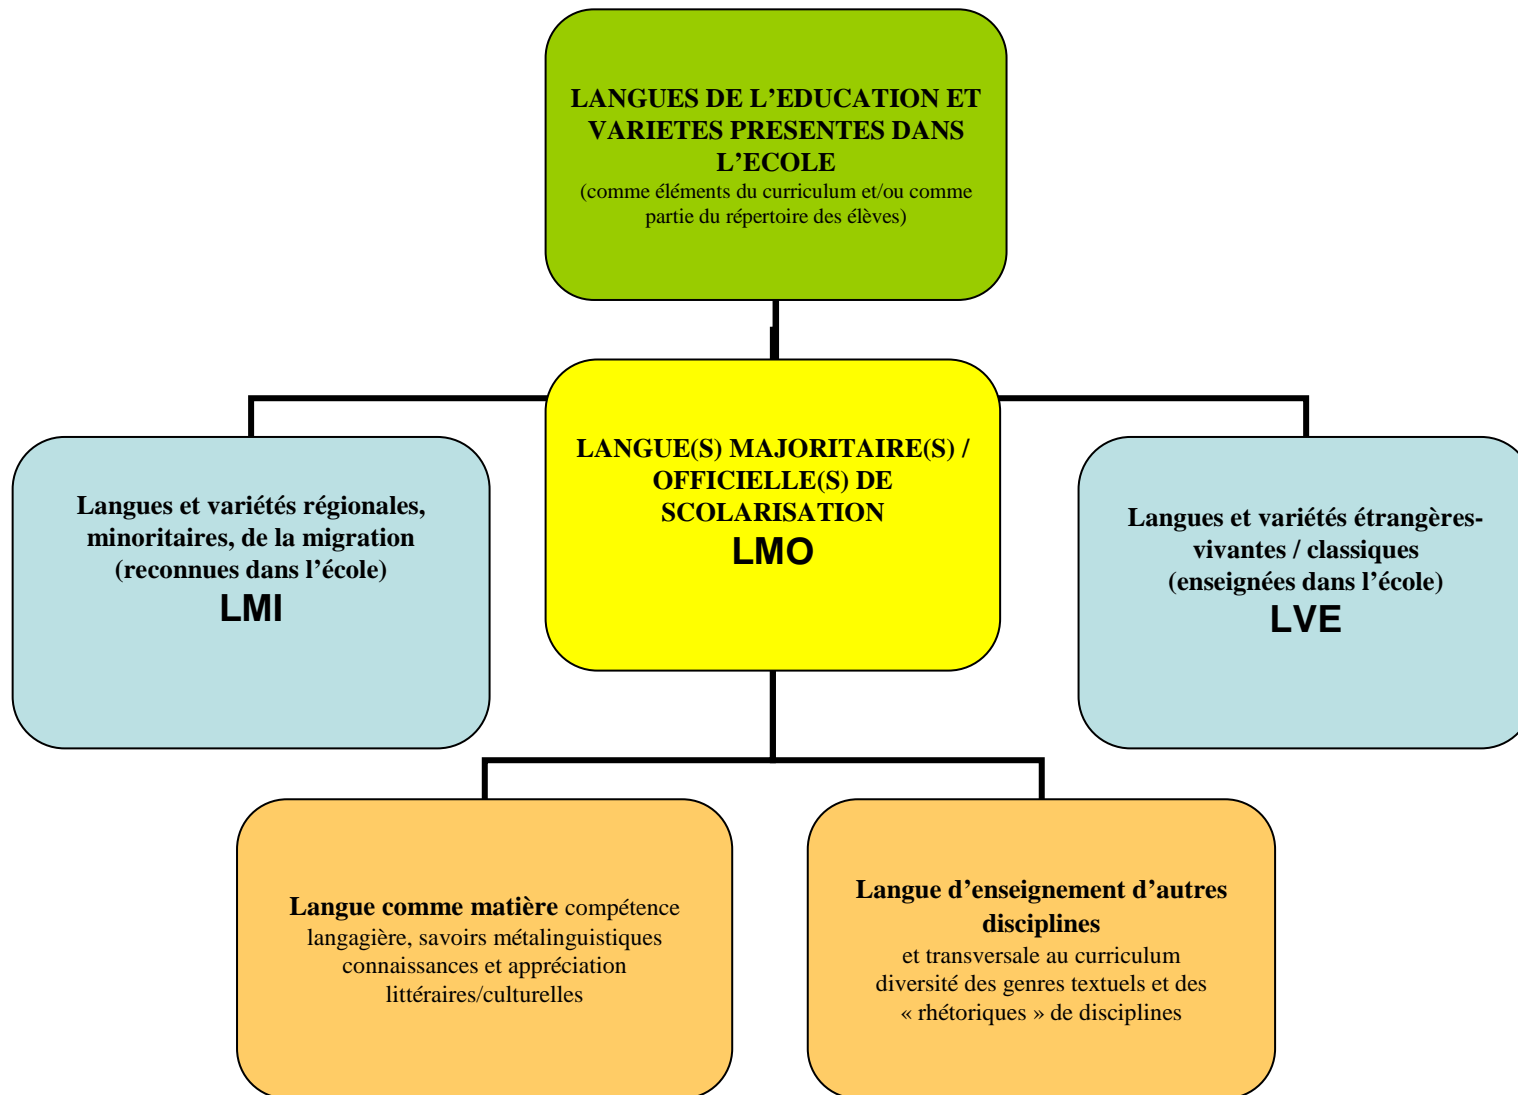 LANGUES DE L’EDUCATION ET
VARIETES PRESENTES DANS
L’ECOLE
(comme éléments du curriculum et/ou comme
partie du répertoire des élèves)
LANGUE(S) MAJORITAIRE(S) /
OFFICIELLE(S) DE
SCOLARISATION
LMO
Langues et variétés régionales,
minoritaires, de la migration
(reconnues dans l’école)
LMI
Langues et variétés étrangères-
vivantes / classiques
(enseignées dans l’école)
LVE
Langue comme matière compétence
langagière, savoirs métalinguistiques
connaissances et appréciation
littéraires/culturelles
Langue d’enseignement d’autres
disciplines
et transversale au curriculum
diversité des genres textuels et des
« rhétoriques » de disciplines